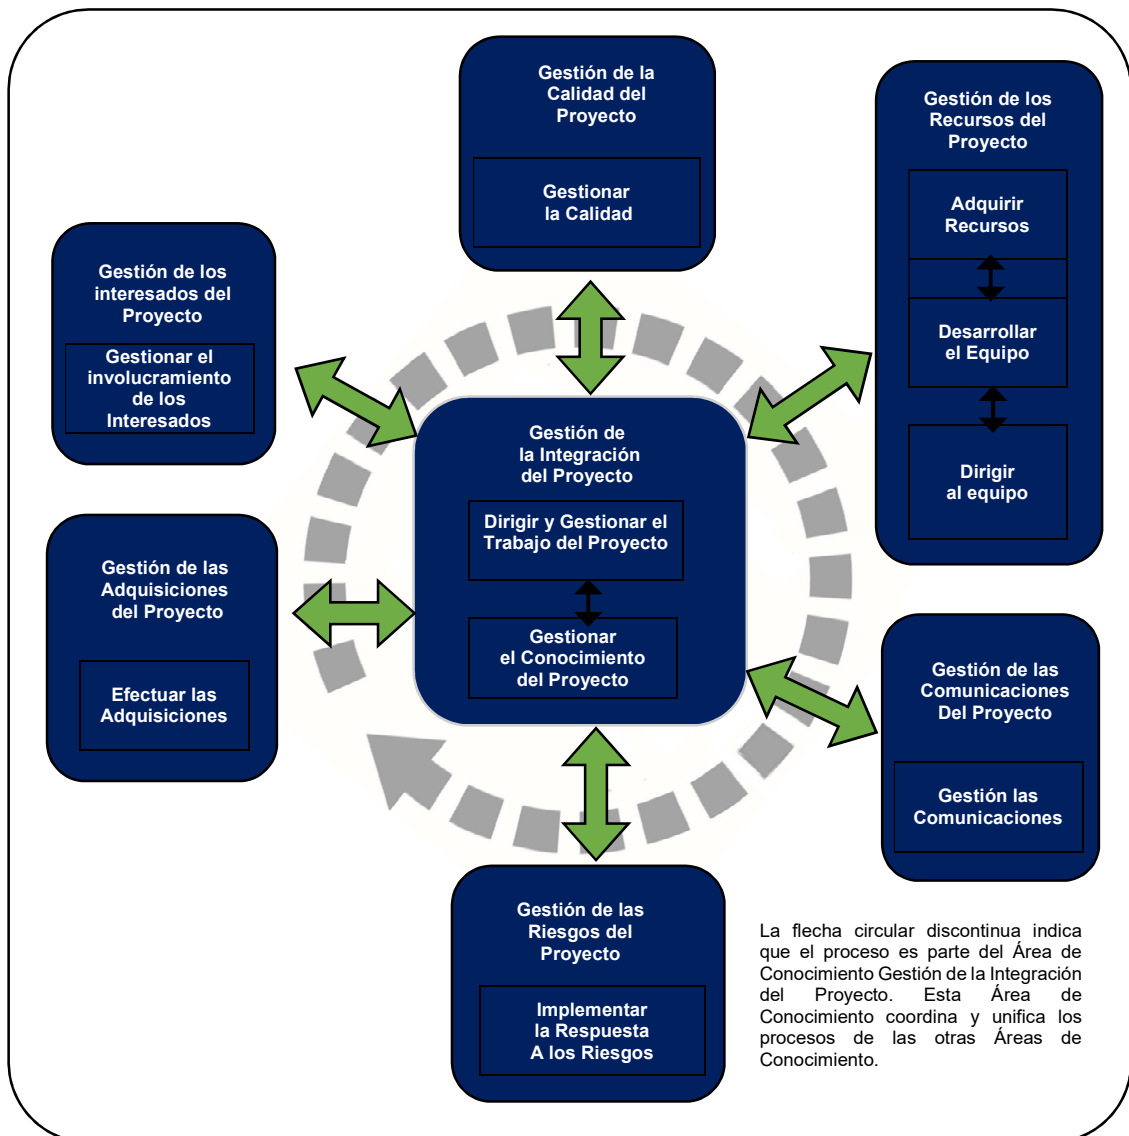 Gestión de la
Calidad del
Proyecto
Gestionar
la Calidad
Gestión de los
Recursos del
Proyecto
Adquirir
Recursos
Desarrollar
el Equipo
Dirigir
al equipo
Gestión de los
interesados del
Proyecto
Gestionar el
involucramiento
de los
Interesados
Gestión de
la Integración
del Proyecto
Dirigir y Gestionar el
Trabajo del Proyecto
Gestionar
el Conocimiento
del Proyecto
Gestión de las
Adquisiciones
del Proyecto
Efectuar las
Adquisiciones
Gestión de las
Comunicaciones
Del Proyecto
Gestión las
Comunicaciones
Gestión de las
Riesgos del
Proyecto
Implementar
la Respuesta
A los Riesgos
La flecha circular discontinua indica
que el proceso es parte del Área de
Conocimiento Gestión de la Integración
del Proyecto. Esta Área de
Conocimiento coordina y unifica los
procesos de las otras Áreas de
Conocimiento.